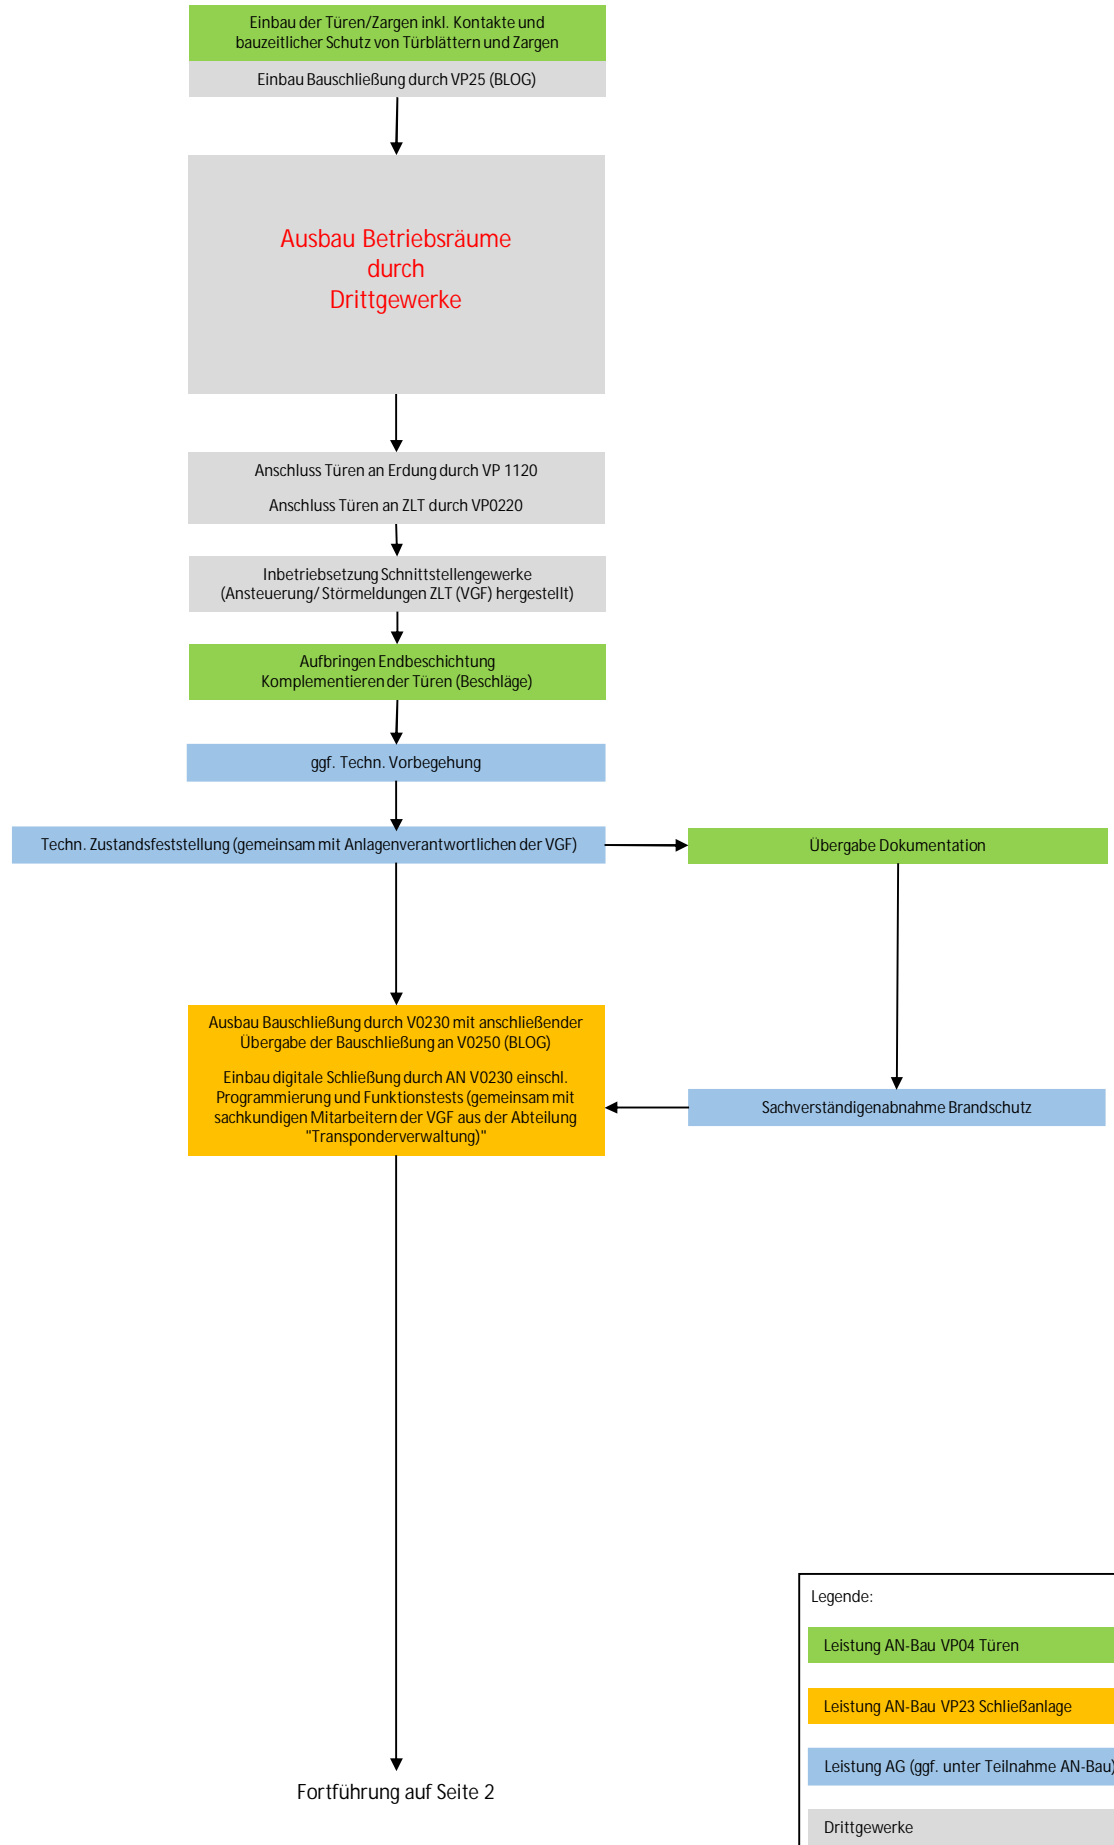 Einbau der Türen/Zargen inkl. Kontakte und
bauzeitlicher Schutz von Türblättern und Zargen
Einbau Bauschließung durch VP25 (BLOG)
Ausbau Betriebsräume
durch
Drittgewerke
Anschluss Türen an Erdung durch VP 1120
Anschluss Türen an ZLT durch VP0220
Inbetriebsetzung Schnittstellengewerke
(Ansteuerung/ Störmeldungen ZLT (VGF) hergestellt)
Aufbringen Endbeschichtung
Komplementieren der Türen (Beschläge)
ggf. Techn. Vorbegehung
Techn. Zustandsfeststellung (gemeinsam mit Anlagenverantwortlichen der VGF)
Übergabe Dokumentation
Ausbau Bauschließung durch V0230 mit anschließender
Übergabe der Bauschließung an V0250 (BLOG)
Einbau digitale Schließung durch AN V0230 einschl.
Programmierung und Funktionstests (gemeinsam mit
sachkundigen Mitarbeitern der VGF aus der Abteilung
"Transponderverwaltung)"
Sachverständigenabnahme Brandschutz
Fortführung auf Seite 2
Legende:
Leistung AN-Bau VP04 Türen
Leistung AN-Bau VP23 Schließanlage
Leistung AG (ggf. unter Teilnahme AN-Bau)
Drittgewerke